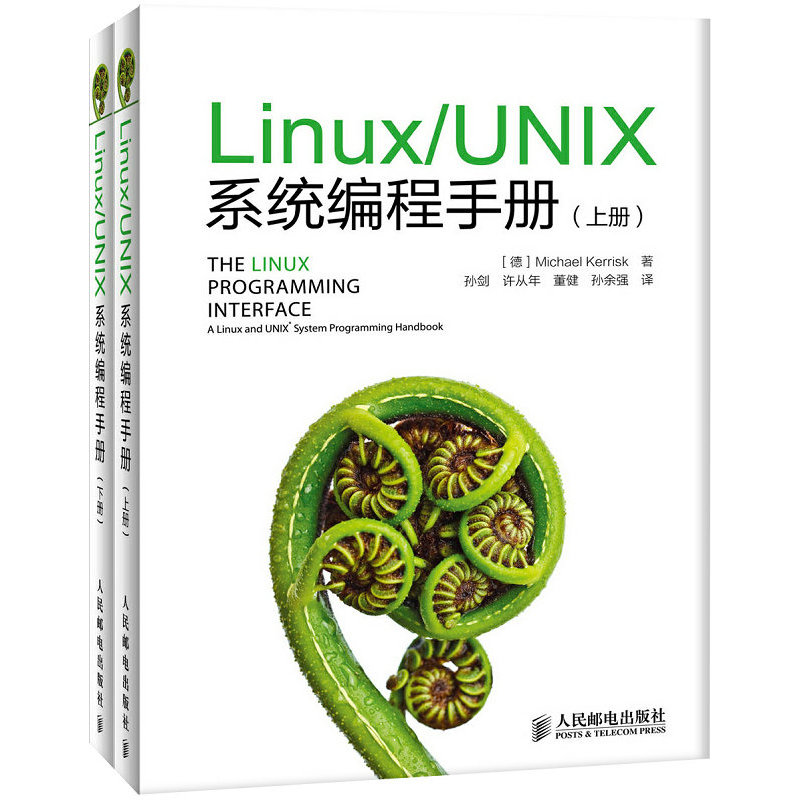 Linux/UNIX
系统编程手册（上册）
THE LINUX
PROGRAMMING
INTERFACE
A Linux and UNIX® System Programming Handbook
［德］Michael Kerrisk 著
孙剑 许从年 董健 孙余强 译
人民邮电出版社
POSTS & TELECOM PRESS
Linux/UNIX 系统编程手册（上册） 人民邮电出版社
Linux/UNIX 系统编程手册（下册） 人民邮电出版社